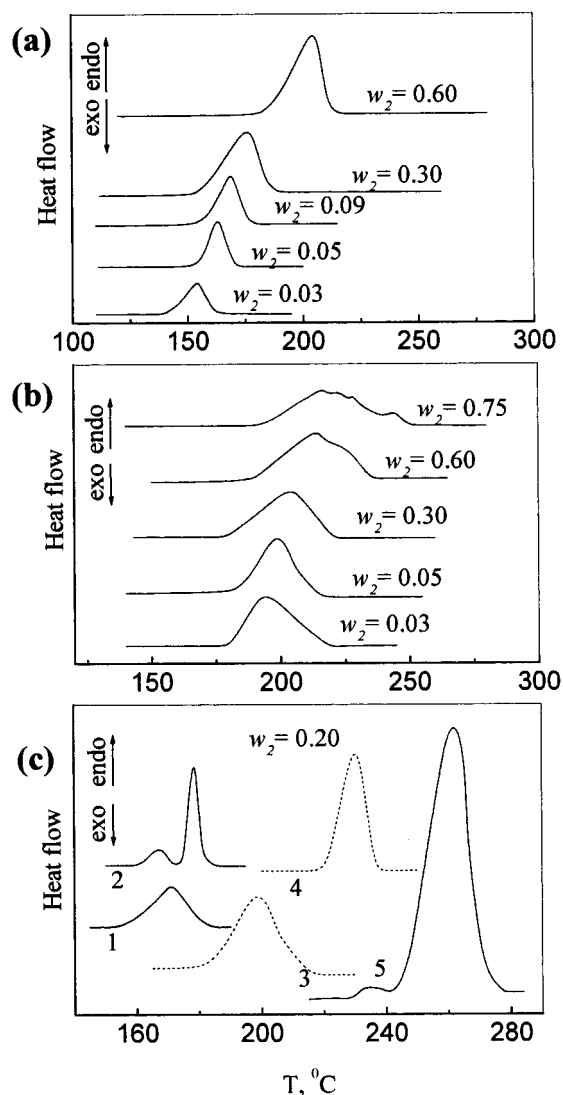 (a)
exo endo
Heat flow
w₂= 0.60
w₂= 0.30
w₂= 0.09
w₂= 0.05
w₂= 0.03
100 150 200 250 300
(b)
exo endo
Heat flow
w₂= 0.75
w₂= 0.60
w₂= 0.30
w₂= 0.05
w₂= 0.03
150 200 250 300
(c)
exo endo
Heat flow
w₂= 0.20
2
4
1
3 5
160 200 240 280
T, ⁰C